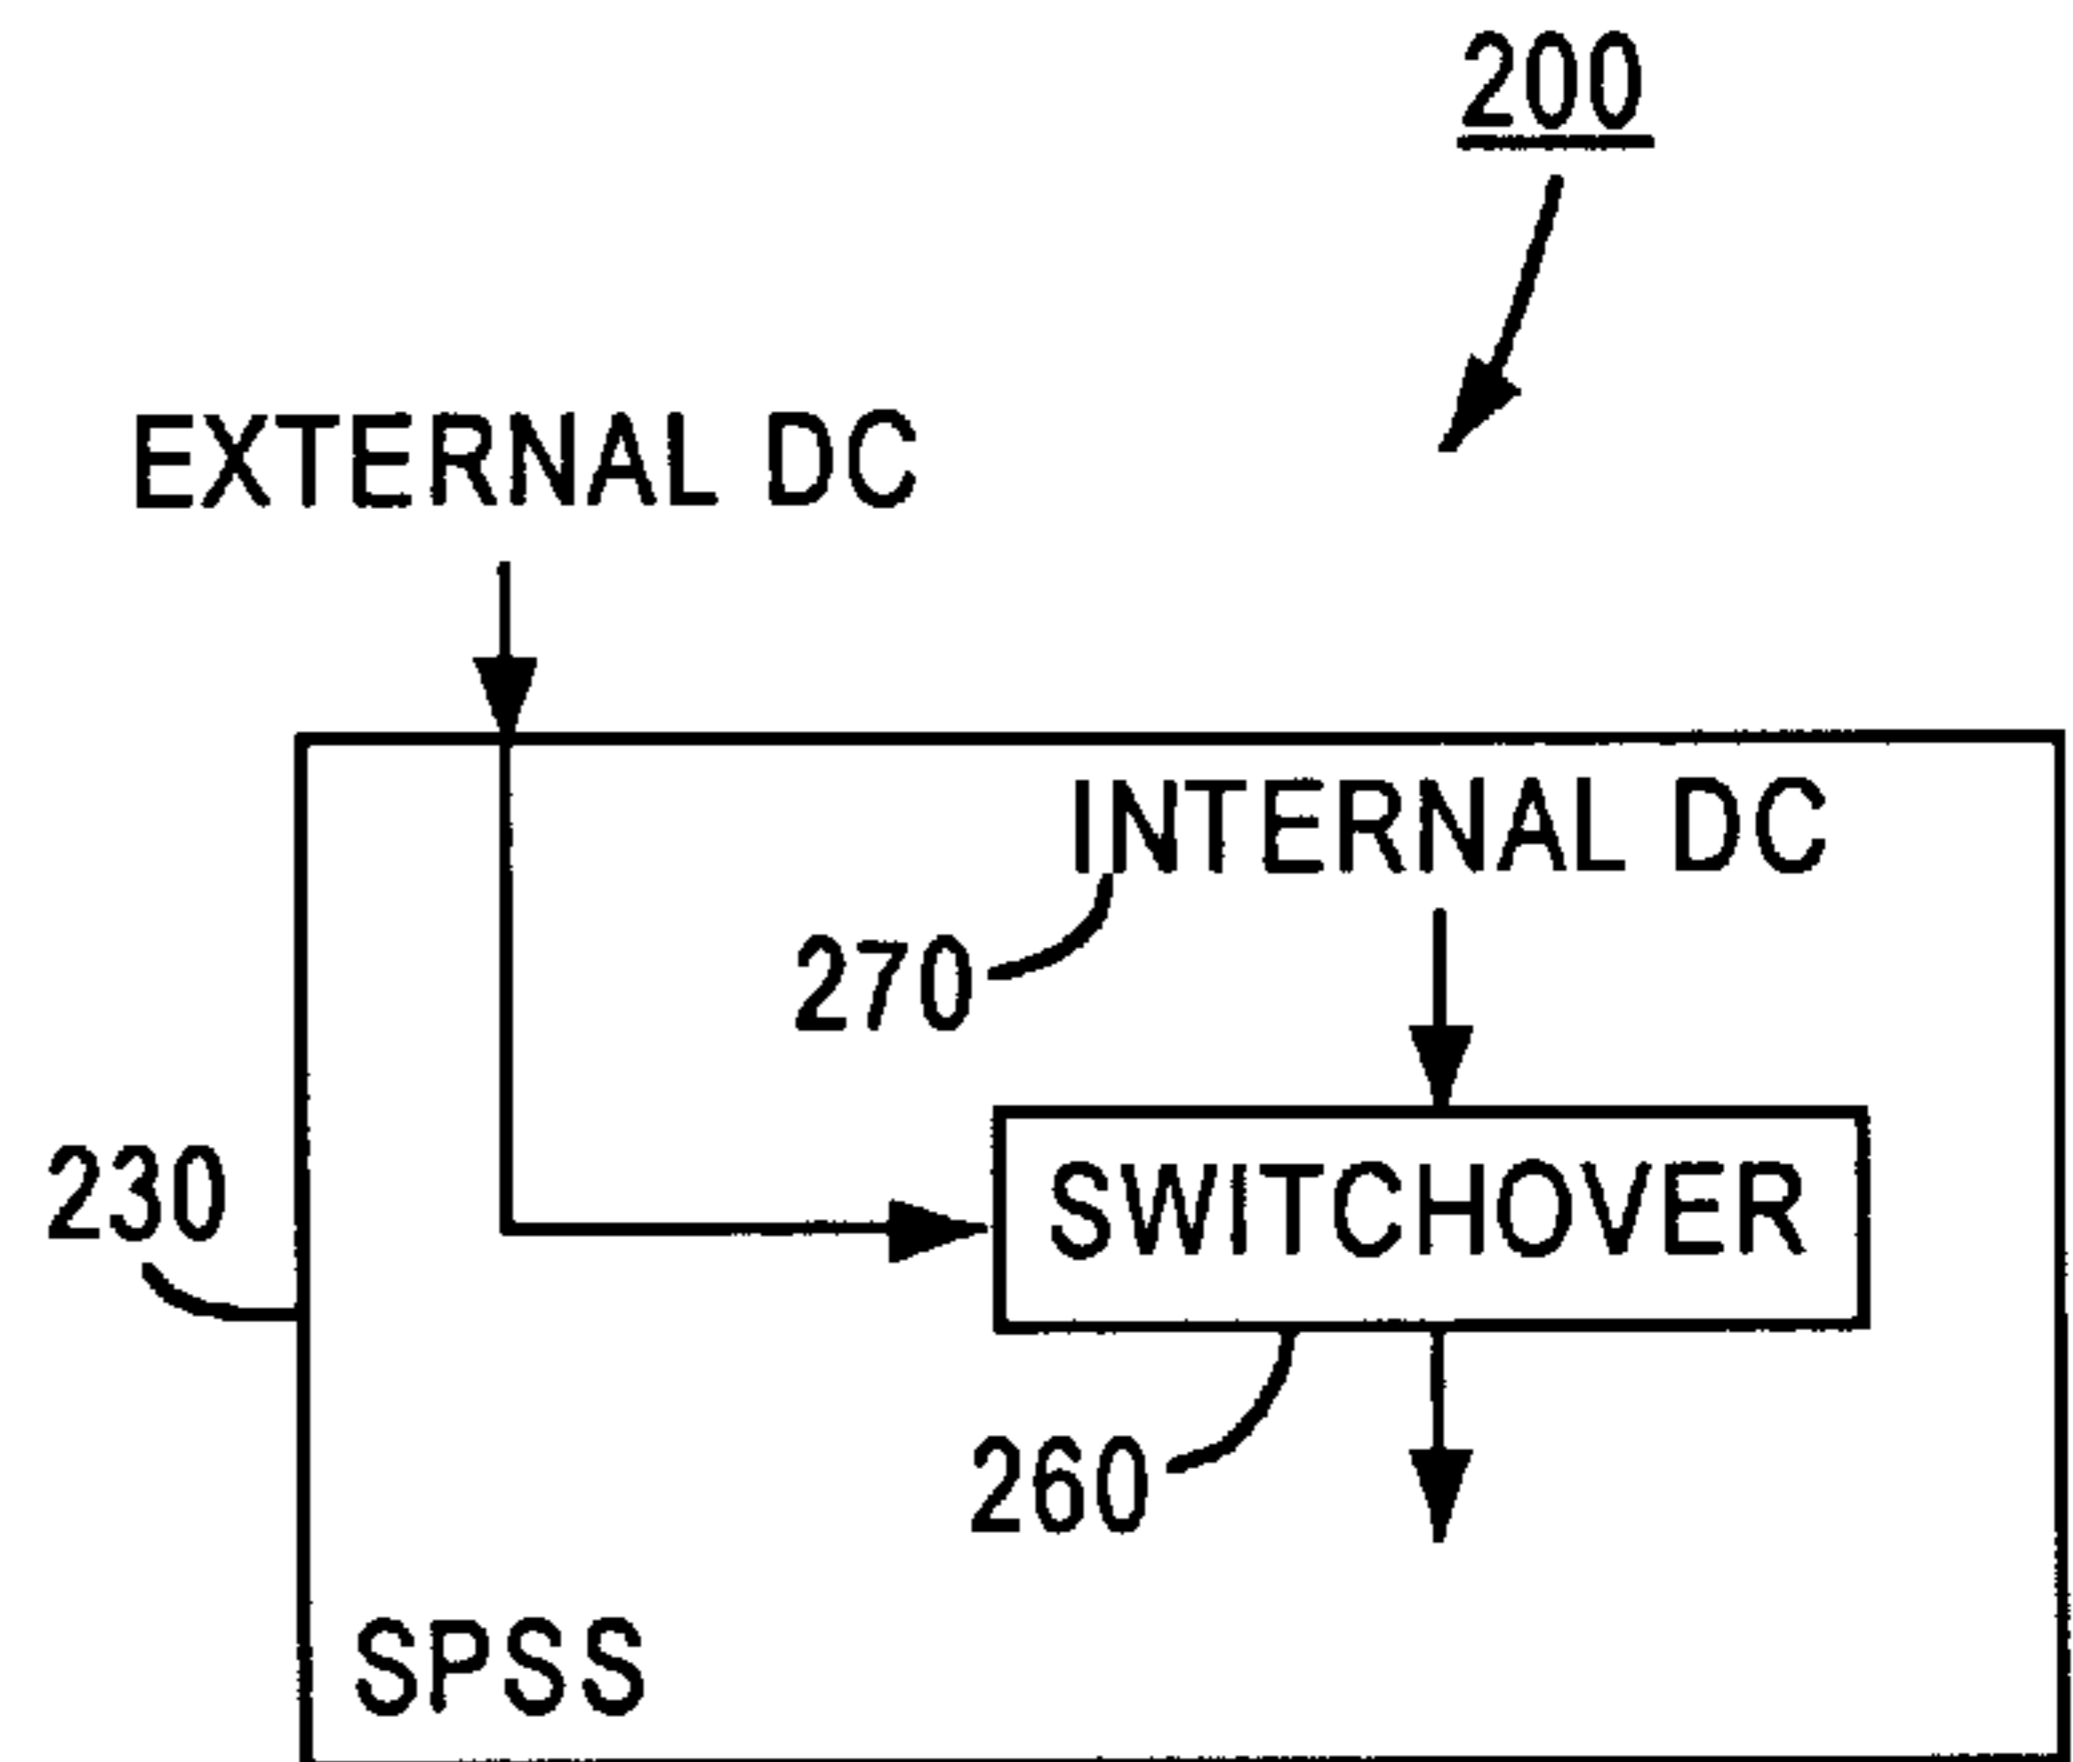 200
EXTERNAL DC
INTERNAL DC
270
230
SWITCHOVER
260
SPSS